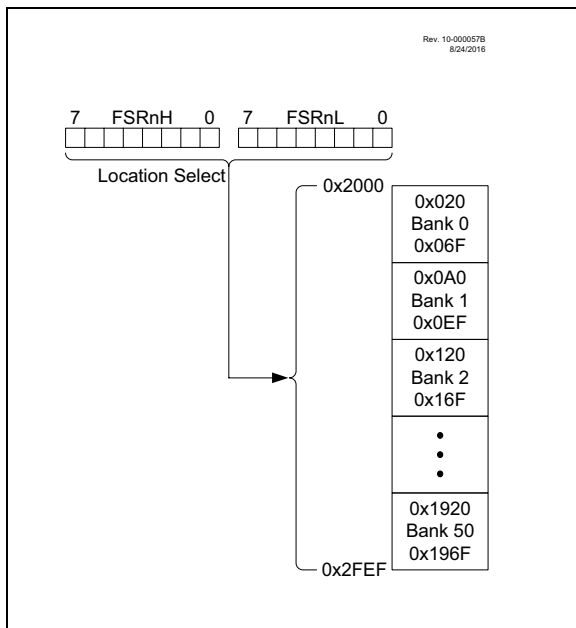 Rev. 10-000057B
8/24/2016
7 FSRnH 0 7 FSRnL 0
Location Select
0x2000
0x020
Bank 0
0x06F
0x0A0
Bank 1
0x0EF
0x120
Bank 2
0x16F
0x1920
Bank 50
0x196F
0x2FEF